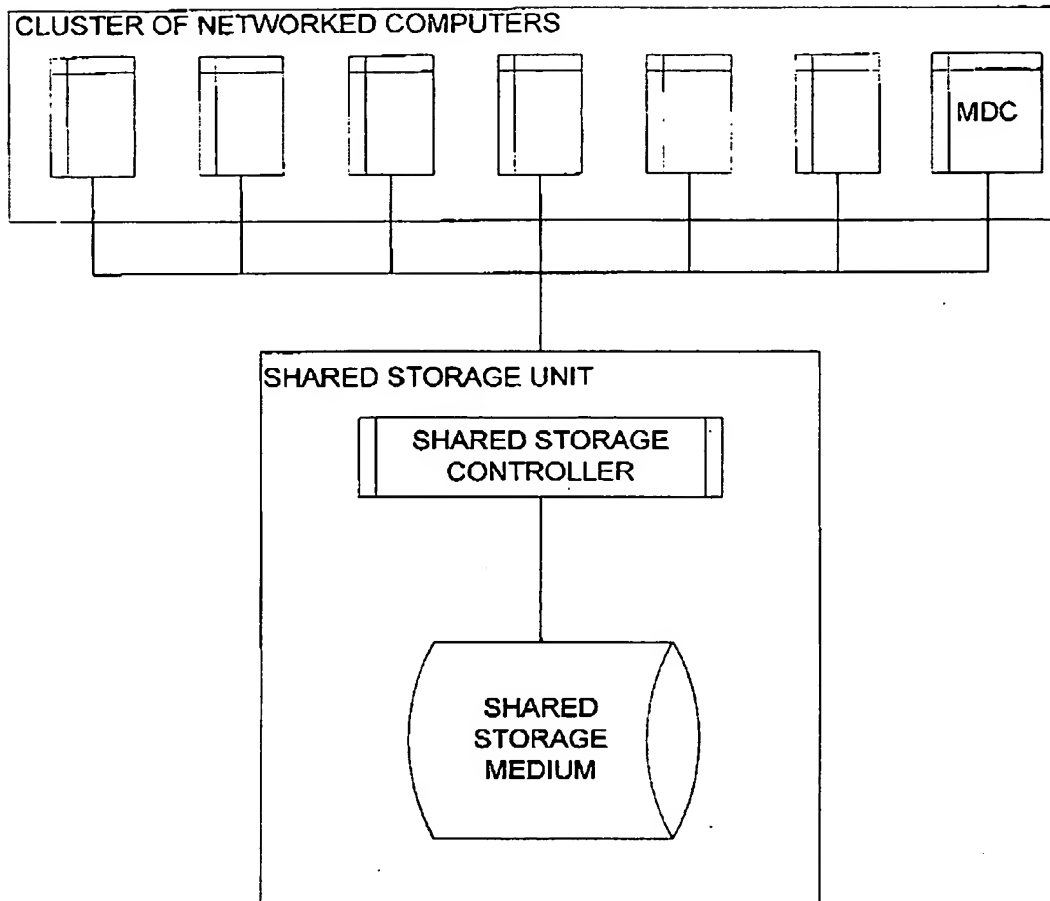 CLUSTER OF NETWORKED COMPUTERS
MDC
SHARED STORAGE UNIT
SHARED STORAGE
CONTROLLER
SHARED
STORAGE
MEDIUM